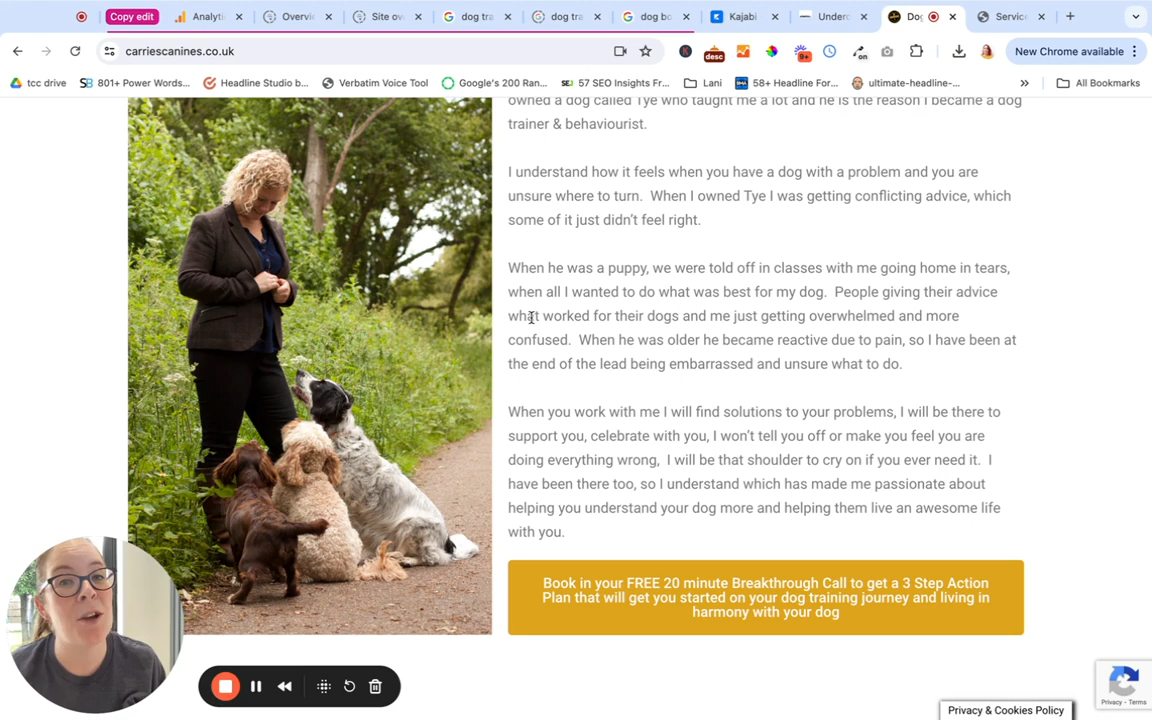 Copy edit
Analyti
Overvi
Site ov
dog tra
dog tra
dog bo
Kajabi
Underc
Dog
Service
carriescanines.co.uk
desc
9+
on
New Chrome available
tcc drive
801+ Power Words...
Headline Studio b...
Verbatim Voice Tool
Google's 200 Ran...
57 SEO Insights Fr...
Lani
58+ Headline For...
ultimate-headline-...
»
All Bookmarks
owned a dog called Tye who taught me a lot and he is the reason I became a dog
trainer & behaviourist.
I understand how it feels when you have a dog with a problem and you are
unsure where to turn.  When I owned Tye I was getting conflicting advice, which
some of it just didn't feel right.
When he was a puppy, we were told off in classes with me going home in tears,
when all I wanted to do what was best for my dog.  People giving their advice
what worked for their dogs and me just getting overwhelmed and more
confused.  When he was older he became reactive due to pain, so I have been at
the end of the lead being embarrassed and unsure what to do.
When you work with me I will find solutions to your problems, I will be there to
support you, celebrate with you, I won't tell you off or make you feel you are
doing everything wrong,  I will be that shoulder to cry on if you ever need it.  I
have been there too, so I understand which has made me passionate about
helping you understand your dog more and helping them live an awesome life
with you.
Book in your FREE 20 minute Breakthrough Call to get a 3 Step Action
Plan that will get you started on your dog training journey and living in
harmony with your dog
Privacy - Terms
Privacy & Cookies Policy